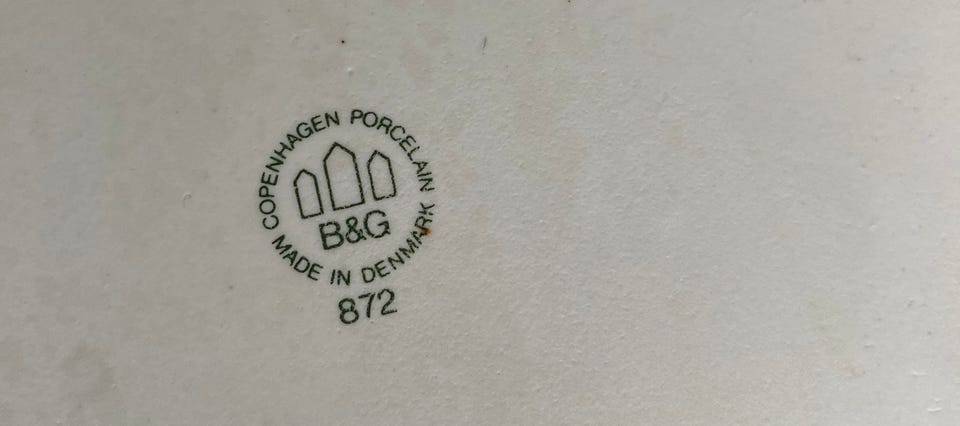 COPENHAGEN PORCELAIN
B&G
MADE IN DENMARK
872